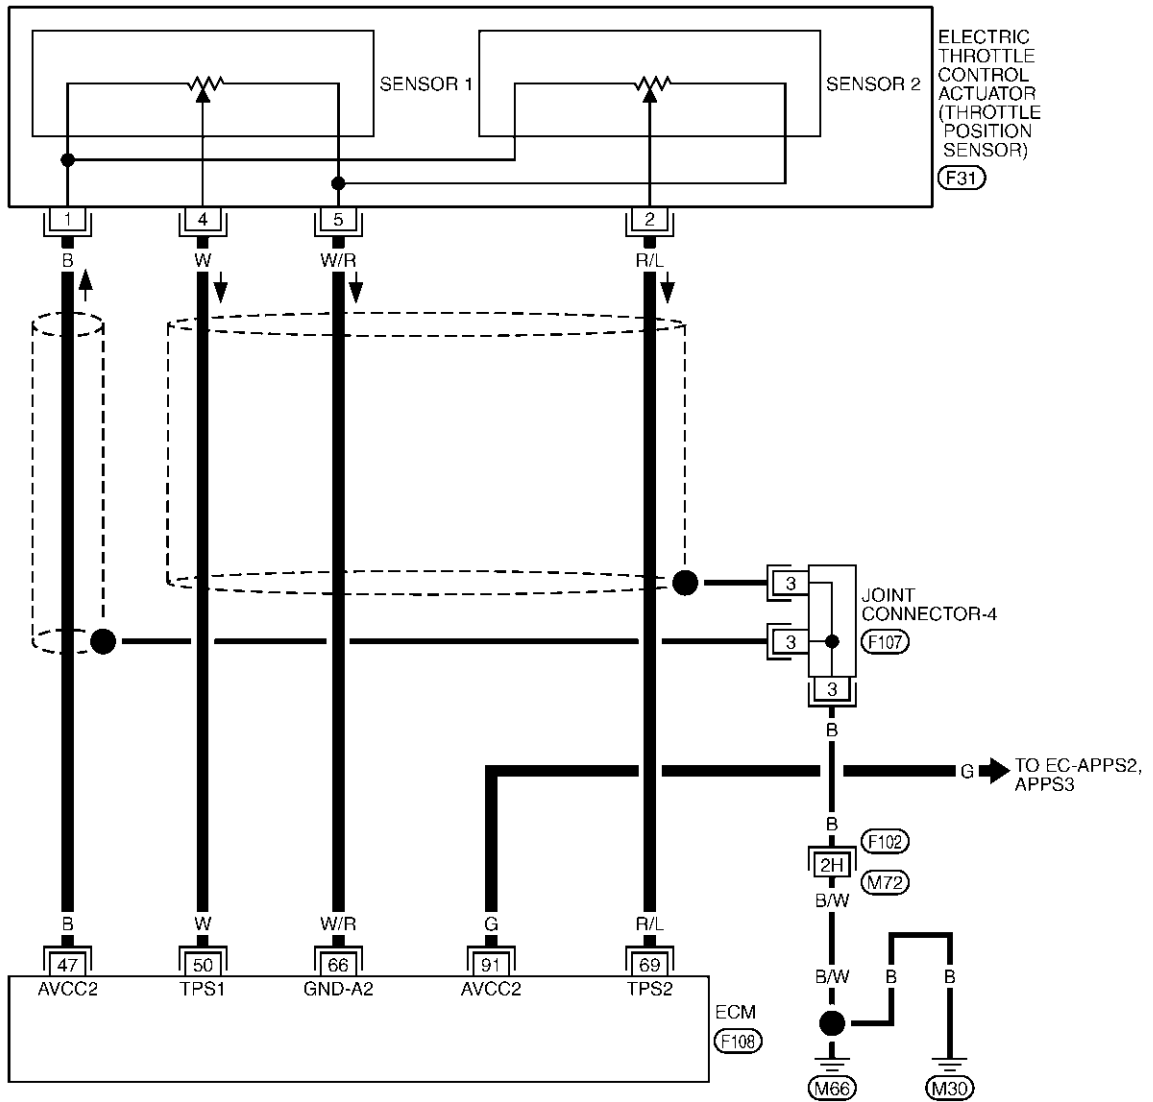 ELECTRIC
THROTTLE
CONTROL
ACTUATOR
(THROTTLE
POSITION
SENSOR)
F31
SENSOR 1
SENSOR 2
1
4
5
2
B
W
W/R
R/L
3
JOINT
CONNECTOR-4
3
F107
3
B
G
TO EC-APPS2,
APPS3
B
F102
2H
M72
B/W
B
W
W/R
G
R/L
47
50
66
91
69
B/W
B
B
AVCC2
TPS1
GND-A2
AVCC2
TPS2
ECM
F108
M66
M30